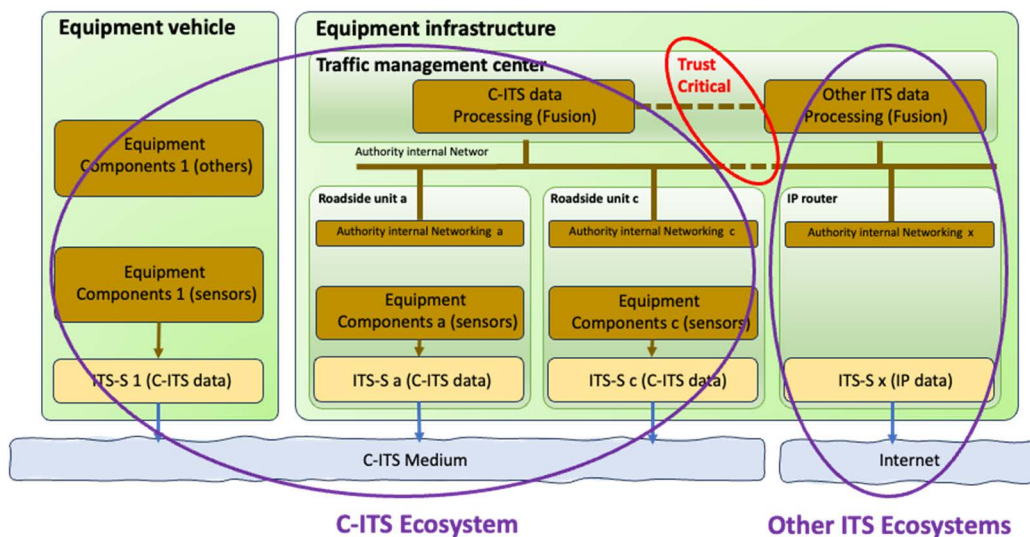 Equipment vehicle
Equipment infrastructure
Traffic management center
Trust
Critical
C-ITS data
Processing (Fusion)
Other ITS data
Processing (Fusion)
Equipment
Components 1 (others)
Authority internal Networ
Roadside unit a
Roadside unit c
IP router
Authority internal Networking a
Authority internal Networking c
Authority internal Networking x
Equipment
Components 1 (sensors)
Equipment
Components a (sensors)
Equipment
Components c (sensors)
ITS-S 1 (C-ITS data)
ITS-S a (C-ITS data)
ITS-S c (C-ITS data)
ITS-S x (IP data)
C-ITS Medium
Internet
C-ITS Ecosystem
Other ITS Ecosystems